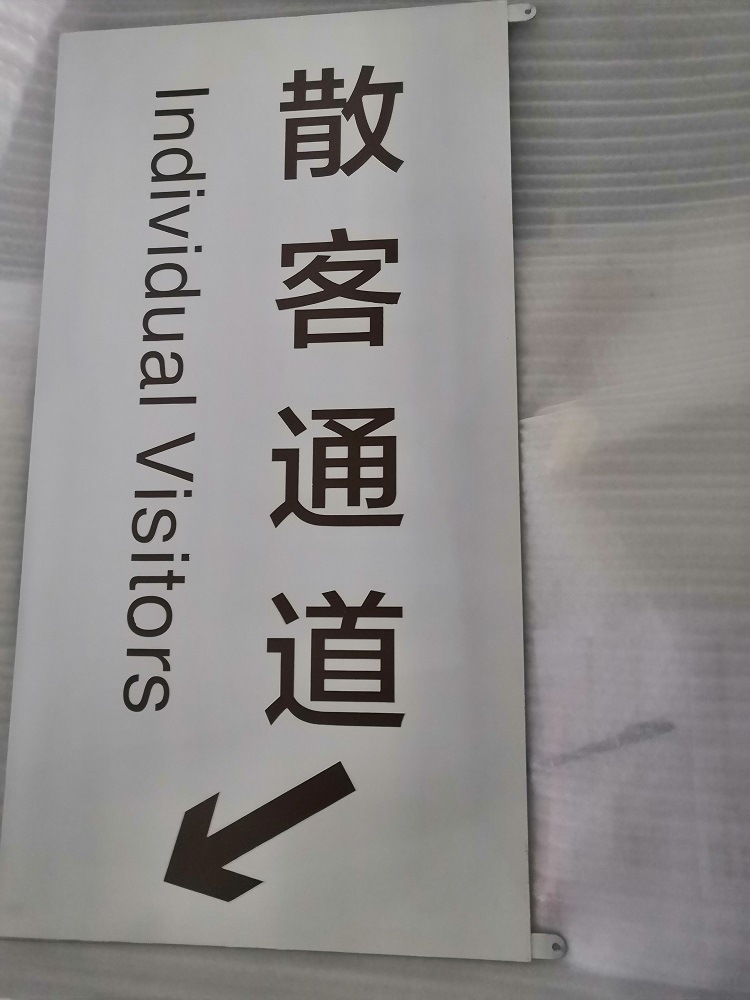 散客通道
Individual Visitors